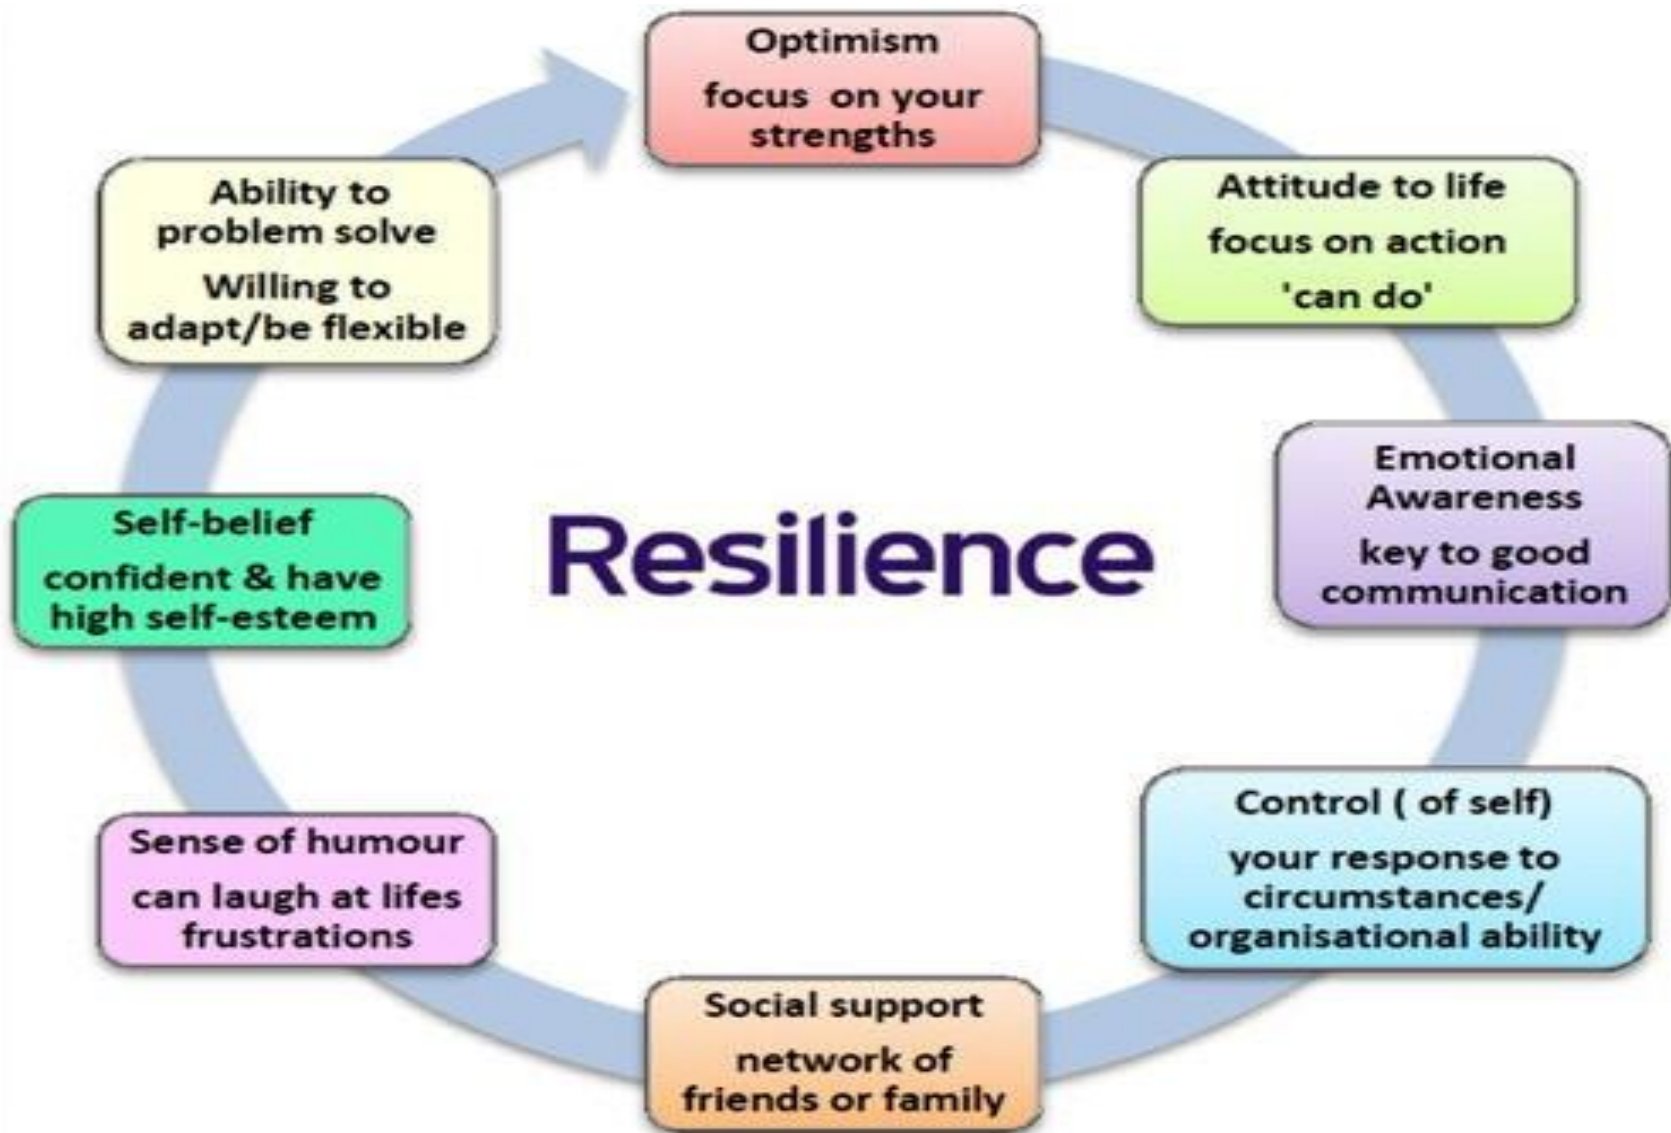 Optimism
focus on your
strengths
Attitude to life
focus on action
'can do'
Emotional
Awareness
key to good
communication
Control ( of self)
your response to
circumstances/
organisational ability
Social support
network of
friends or family
Sense of humour
can laugh at lifes
frustrations
Self-belief
confident & have
high self-esteem
Ability to
problem solve
Willing to
adapt/be flexible
Resilience